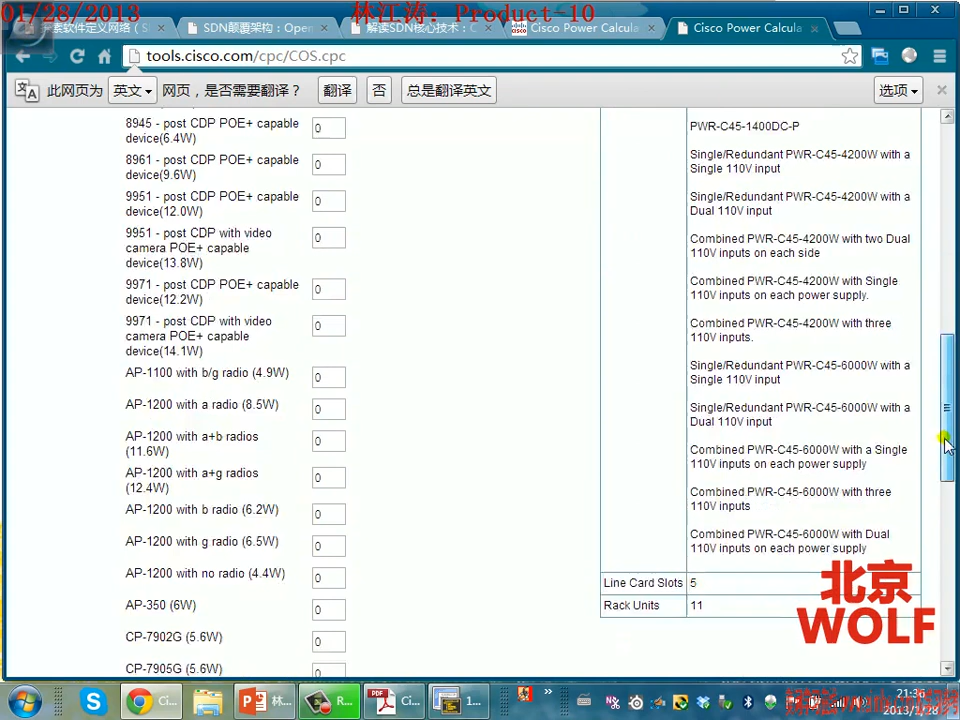 01/28/2013
林江涛: Product-10
素软件定义网络（S
SDN颠覆架构：Open
解读SDN核心技术：C
Cisco Power Calcula
Cisco Power Calcula
tools.cisco.com/cpc/COS.cpc
此网页为 英文 网页，是否需要翻译？ 翻译 否 总是翻译英文 选项
8945 - post CDP POE+ capable
device(6.4W)
0
8961 - post CDP POE+ capable
device(9.6W)
0
9951 - post CDP POE+ capable
device(12.0W)
0
9951 - post CDP with video
camera POE+ capable
device(13.8W)
0
9971 - post CDP POE+ capable
device(12.2W)
0
9971 - post CDP with video
camera POE+ capable
device(14.1W)
0
AP-1100 with b/g radio (4.9W)
0
AP-1200 with a radio (8.5W)
0
AP-1200 with a+b radios
(11.6W)
0
AP-1200 with a+g radios
(12.4W)
0
AP-1200 with b radio (6.2W)
0
AP-1200 with g radio (6.5W)
0
AP-1200 with no radio (4.4W)
0
AP-350 (6W)
0
CP-7902G (5.6W)
0
CP-7905G (5.6W)
0
PWR-C45-1400DC-P
Single/Redundant PWR-C45-4200W with a
Single 110V input
Single/Redundant PWR-C45-4200W with a
Dual 110V input
Combined PWR-C45-4200W with two Dual
110V inputs on each side
Combined PWR-C45-4200W with Single
110V inputs on each power supply.
Combined PWR-C45-4200W with three
110V inputs.
Single/Redundant PWR-C45-6000W with a
Single 110V input
Single/Redundant PWR-C45-6000W with a
Dual 110V input
Combined PWR-C45-6000W with a Single
110V inputs on each power supply
Combined PWR-C45-6000W with three
110V inputs
Combined PWR-C45-6000W with Dual
110V inputs on each power supply
Line Card Slots 5
Rack Units 11
北京
WOLF
Ci...
林...
R...
Ci...
1...
21:36
2013/1/28